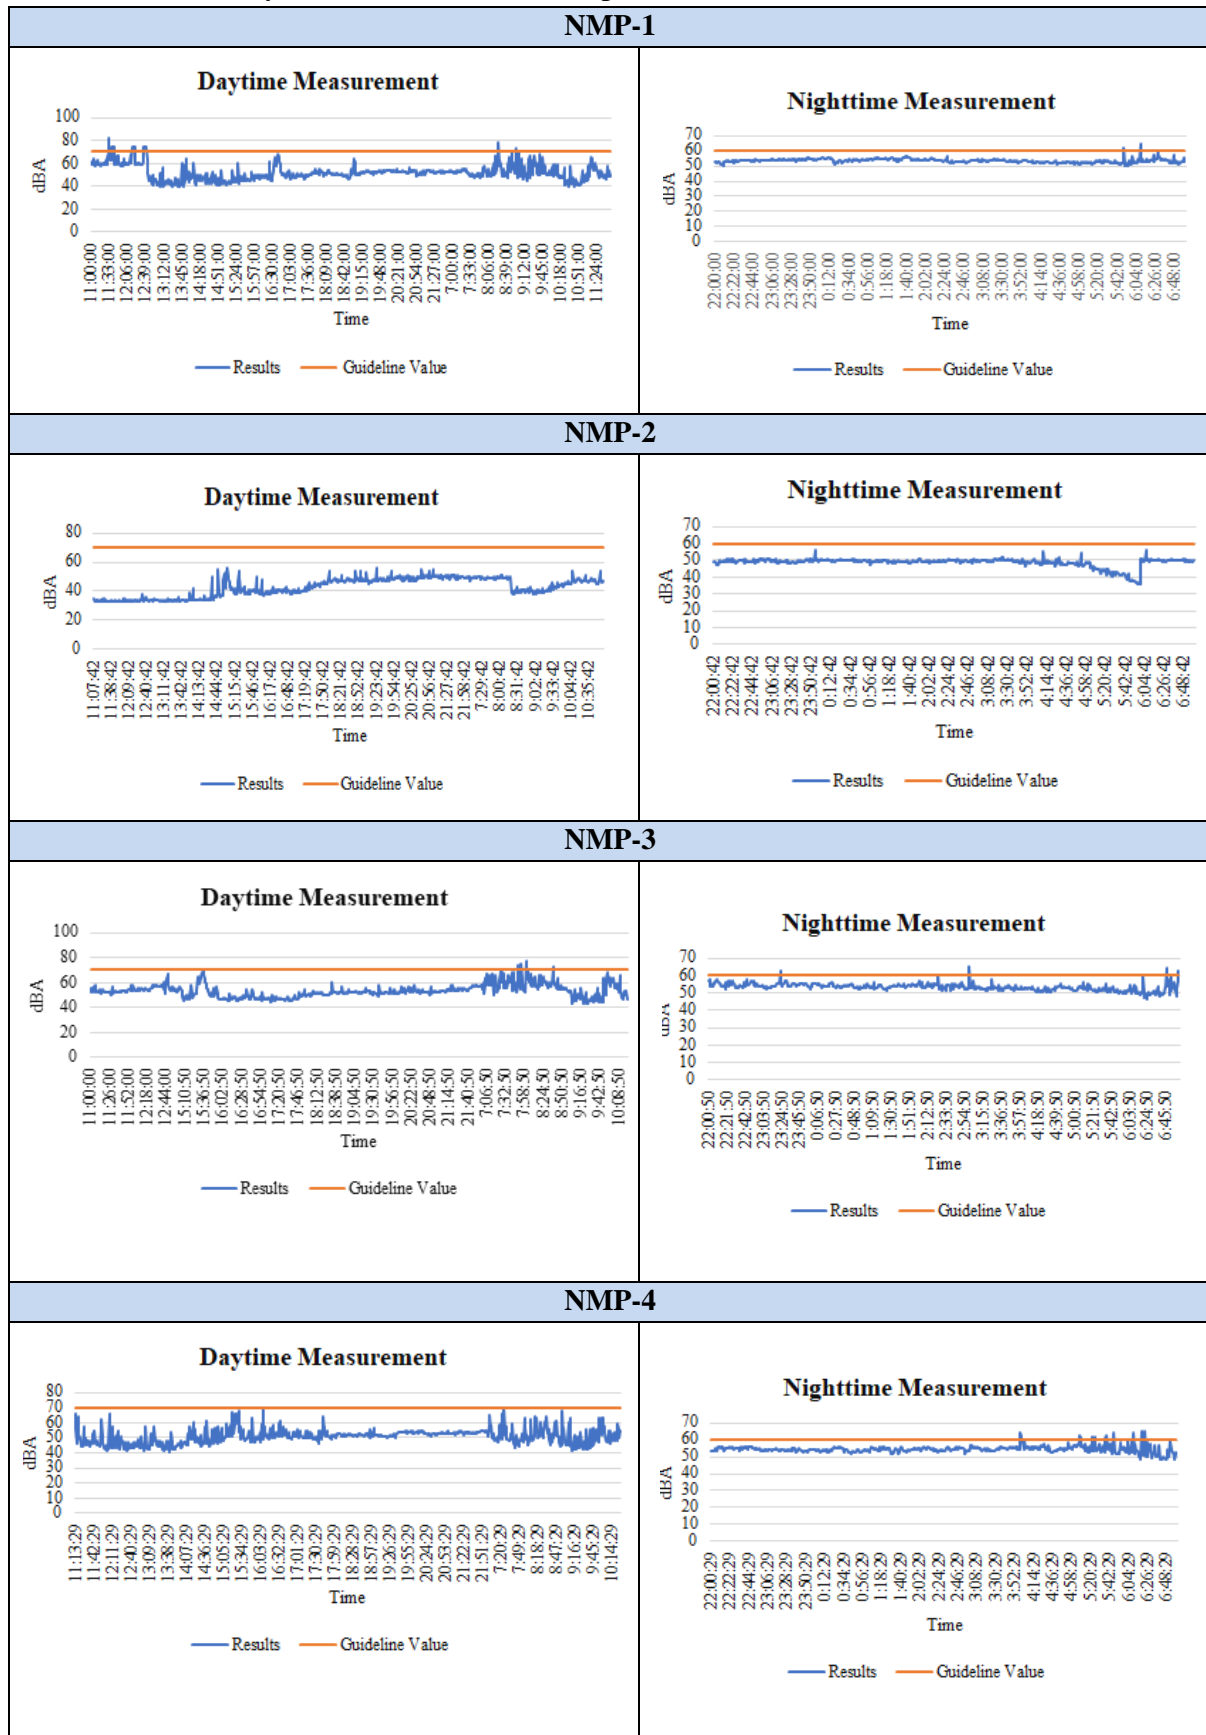 NMP-1
Daytime Measurement
100
80
60
40
20
0
dBA
11:00:00 11:33:00 12:06:00 12:39:00 13:12:00 13:45:00 14:18:00 14:51:00 15:24:00 15:57:00 16:30:00 17:03:00 17:36:00 18:09:00 18:42:00 19:15:00 19:48:00 20:21:00 20:54:00 21:27:00 7:00:00 7:33:00 8:06:00 8:39:00 9:12:00 9:45:00 10:18:00 10:51:00 11:24:00
Time
Results Guideline Value
Nighttime Measurement
70
60
50
40
30
20
10
0
dBA
22:00:00 22:22:00 22:44:00 23:06:00 23:28:00 23:50:00 0:12:00 0:34:00 0:56:00 1:18:00 1:40:00 2:02:00 2:24:00 2:46:00 3:08:00 3:30:00 3:52:00 4:14:00 4:36:00 4:58:00 5:20:00 5:42:00 6:04:00 6:26:00 6:48:00
Time
Results Guideline Value
NMP-2
Daytime Measurement
80
60
40
20
0
dBA
11:07:42 11:38:42 12:09:42 12:40:42 13:11:42 13:42:42 14:13:42 14:44:42 15:15:42 15:46:42 16:17:42 16:48:42 17:19:42 17:50:42 18:21:42 18:52:42 19:23:42 19:54:42 20:25:42 20:56:42 21:27:42 21:58:42 7:29:42 8:00:42 8:31:42 9:02:42 9:33:42 10:04:42 10:35:42
Time
Results Guideline Value
Nighttime Measurement
70
60
50
40
30
20
10
0
dBA
22:00:42 22:22:42 22:44:42 23:06:42 23:28:42 23:50:42 0:12:42 0:34:42 0:56:42 1:18:42 1:40:42 2:02:42 2:24:42 2:46:42 3:08:42 3:30:42 3:52:42 4:14:42 4:36:42 4:58:42 5:20:42 5:42:42 6:04:42 6:26:42 6:48:42
Time
Results Guideline Value
NMP-3
Daytime Measurement
100
80
60
40
20
0
dBA
11:00:00 11:26:00 11:52:00 12:18:00 12:44:00 15:10:50 15:36:50 16:02:50 16:28:50 16:54:50 17:20:50 17:46:50 18:12:50 18:38:50 19:04:50 19:30:50 19:56:50 20:22:50 20:48:50 21:14:50 21:40:50 7:06:50 7:32:50 7:58:50 8:24:50 8:50:50 9:16:50 9:42:50 10:08:50
Time
Results Guideline Value
Nighttime Measurement
70
60
50
40
30
20
10
0
dBA
22:00:50 22:21:50 22:42:50 23:03:50 23:24:50 23:45:50 0:06:50 0:27:50 0:48:50 1:09:50 1:30:50 1:51:50 2:12:50 2:33:50 2:54:50 3:15:50 3:36:50 3:57:50 4:18:50 4:39:50 5:00:50 5:21:50 5:42:50 6:03:50 6:24:50 6:45:50
Time
Results Guideline Value
NMP-4
Daytime Measurement
80
70
60
50
40
30
20
10
0
dBA
11:13:29 11:42:29 12:11:29 12:40:29 13:09:29 13:38:29 14:07:29 14:36:29 15:05:29 15:34:29 16:03:29 16:32:29 17:01:29 17:30:29 17:59:29 18:28:29 18:57:29 19:26:29 19:55:29 20:24:29 20:53:29 21:22:29 21:51:29 7:20:29 7:49:29 8:18:29 8:47:29 9:16:29 9:45:29 10:14:29
Time
Results Guideline Value
Nighttime Measurement
70
60
50
40
30
20
10
0
dBA
22:00:29 22:22:29 22:44:29 23:06:29 23:28:29 23:50:29 0:12:29 0:34:29 0:56:29 1:18:29 1:40:29 2:02:29 2:24:29 2:46:29 3:08:29 3:30:29 3:52:29 4:14:29 4:36:29 4:58:29 5:20:29 5:42:29 6:04:29 6:26:29 6:48:29
Time
Results Guideline Value